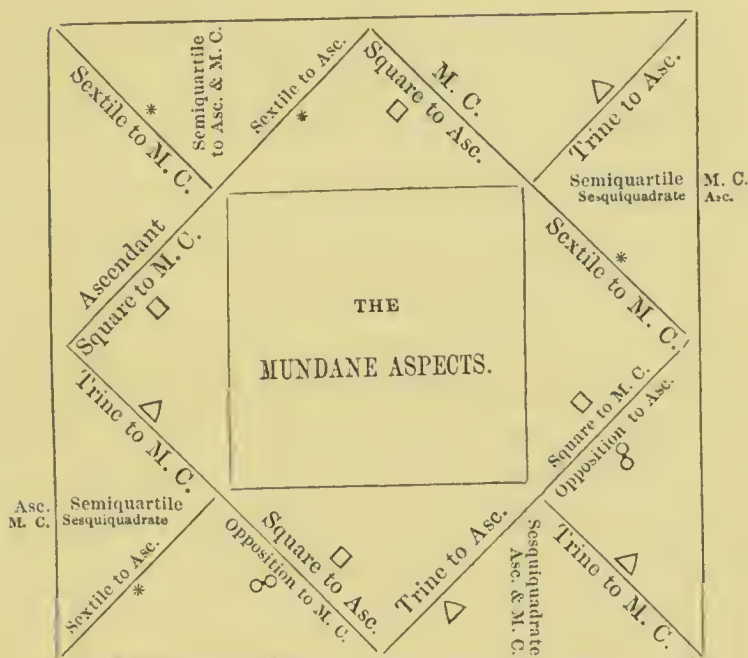 Sextile to M. C.
*
Semiquartile
to Asc. & M. C.
Sextile to Asc.
*
M. C.
Square to Asc.
□
△
Trine to Asc.
Semiquartile M. C.
Sesquiquadrate Asc.
Ascendant
Square to M. C.
□
Sextile to M. C.
*
THE
MUNDANE ASPECTS.
Trine to M. C.
△
□
Square to M. C.
Opposition to Asc.
☍
Asc. Semiquartile
M. C. Sesquiquadrate
Sextile to Asc.
*
□
Square to Asc.
Opposition to M. C.
☍
Trine to Asc.
△
Sesquiquadrate
Asc. & M. C.
△
Trine to M. C.